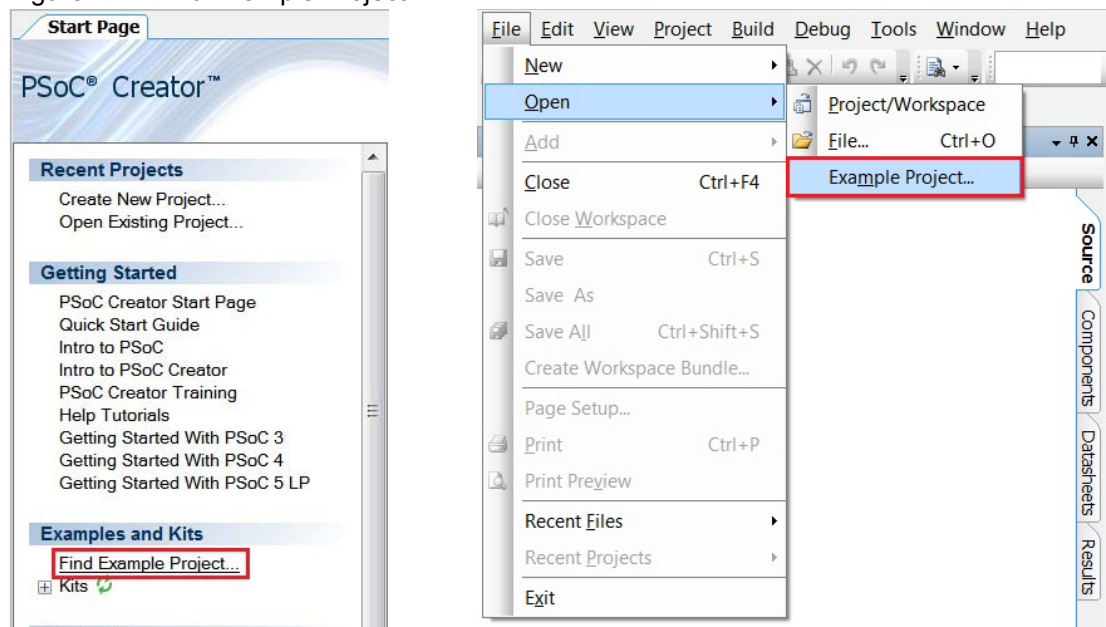 Start Page
PSoC® Creator™
Recent Projects
Create New Project...
Open Existing Project...
Getting Started
PSoC Creator Start Page
Quick Start Guide
Intro to PSoC
Intro to PSoC Creator
PSoC Creator Training
Help Tutorials
Getting Started With PSoC 3
Getting Started With PSoC 4
Getting Started With PSoC 5 LP
Examples and Kits
Find Example Project...
Kits
File Edit View Project Build Debug Tools Window Help
New
Open
Add
Close Ctrl+F4
Close Workspace
Save Ctrl+S
Save As
Save All Ctrl+Shift+S
Create Workspace Bundle...
Page Setup...
Print Ctrl+P
Print Preview
Recent Files
Recent Projects
Exit
Project/Workspace
File... Ctrl+O
Example Project...
Source
Components
Datasheets
Results